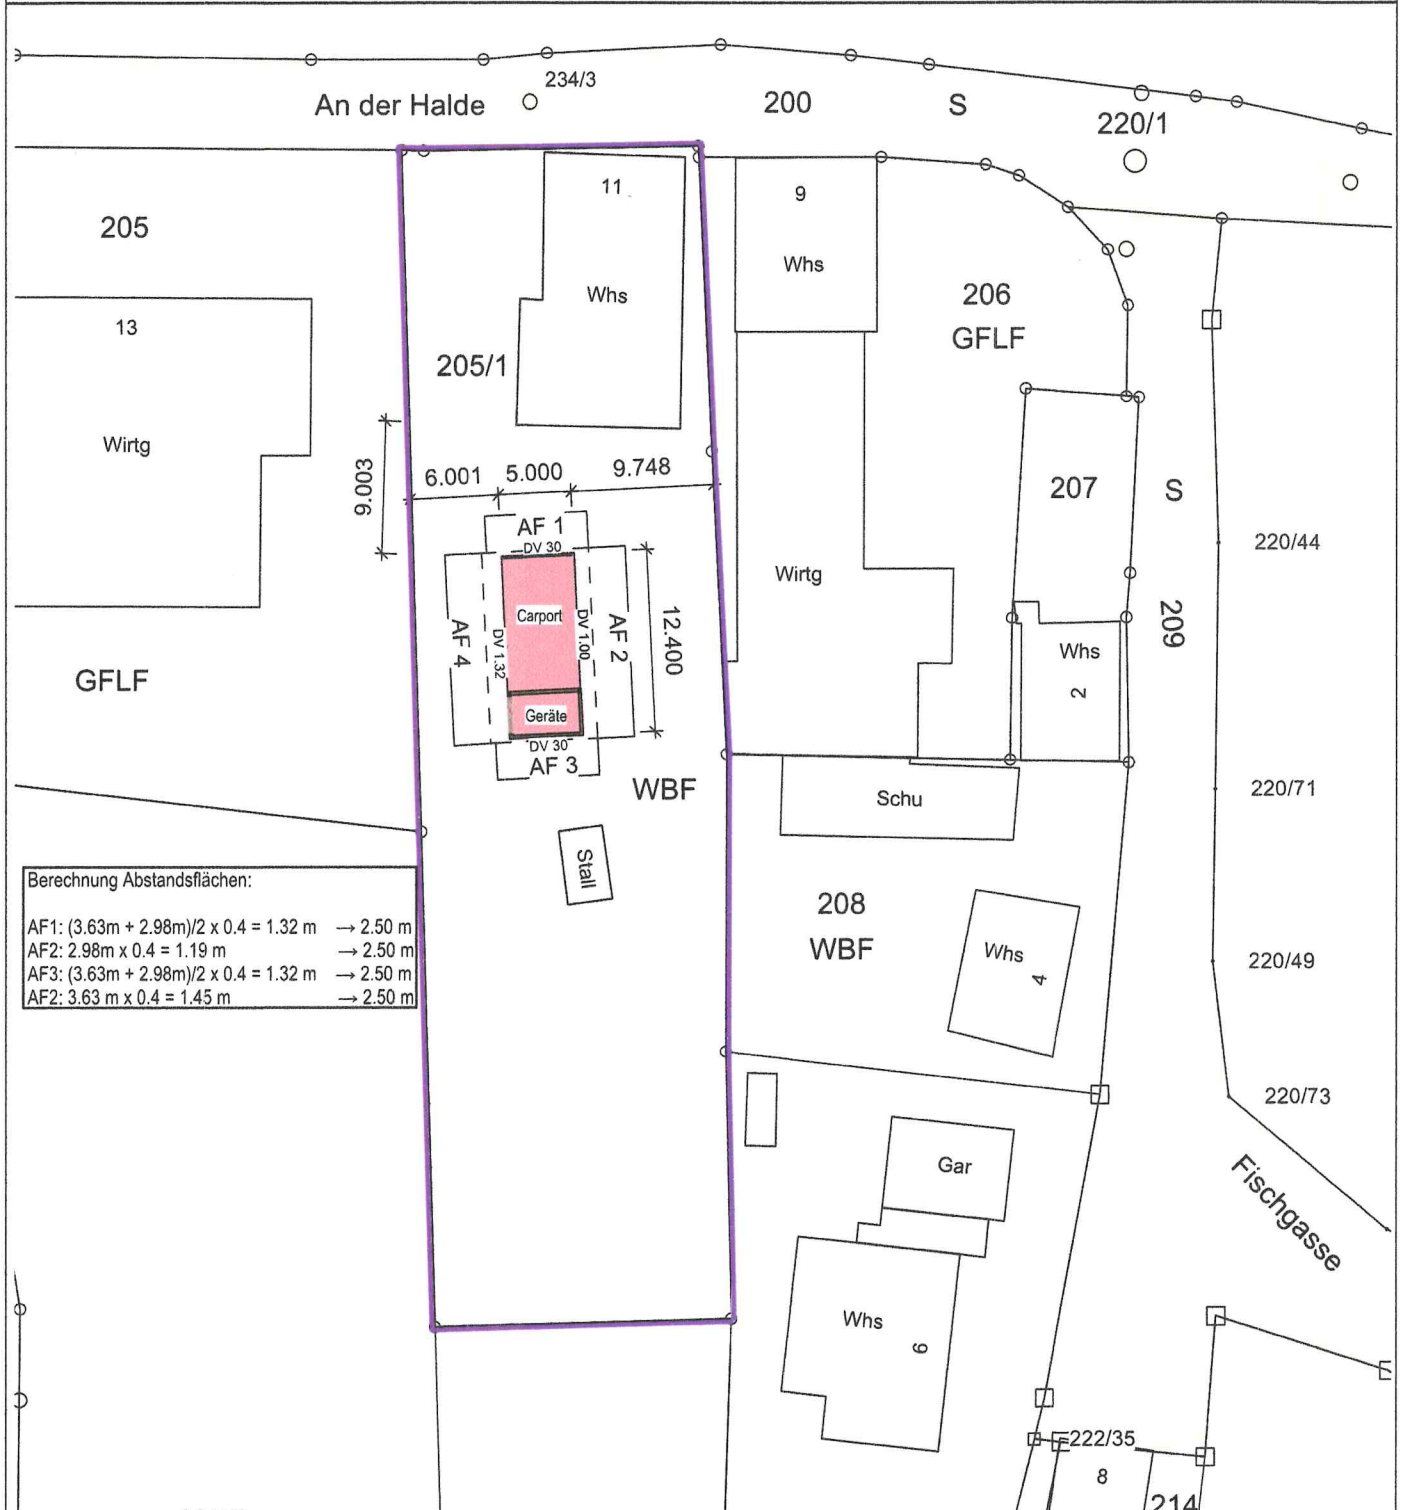 234/3
An der Halde
200
S
220/1
205
11
9
Whs
Whs
206
GFLF
13
205/1
Wirtg
9.003
6.001
5.000
9.748
207
S
AF 1
DV 30
220/44
Wirtg
Carport
AF 4
DV 1.32
DV 1.00
AF 2
12.400
209
Whs
2
GFLF
Geräte
DV 30
AF 3
WBF
220/71
Schu
Stall
Berechnung Abstandsflächen:
AF1: (3.63m + 2.98m)/2 x 0.4 = 1.32 m → 2.50 m
AF2: 2.98m x 0.4 = 1.19 m → 2.50 m
AF3: (3.63m + 2.98m)/2 x 0.4 = 1.32 m → 2.50 m
AF2: 3.63 m x 0.4 = 1.45 m → 2.50 m
208
WBF
Whs
4
220/49
220/73
Gar
Fischgasse
Whs
6
222/35
8
214